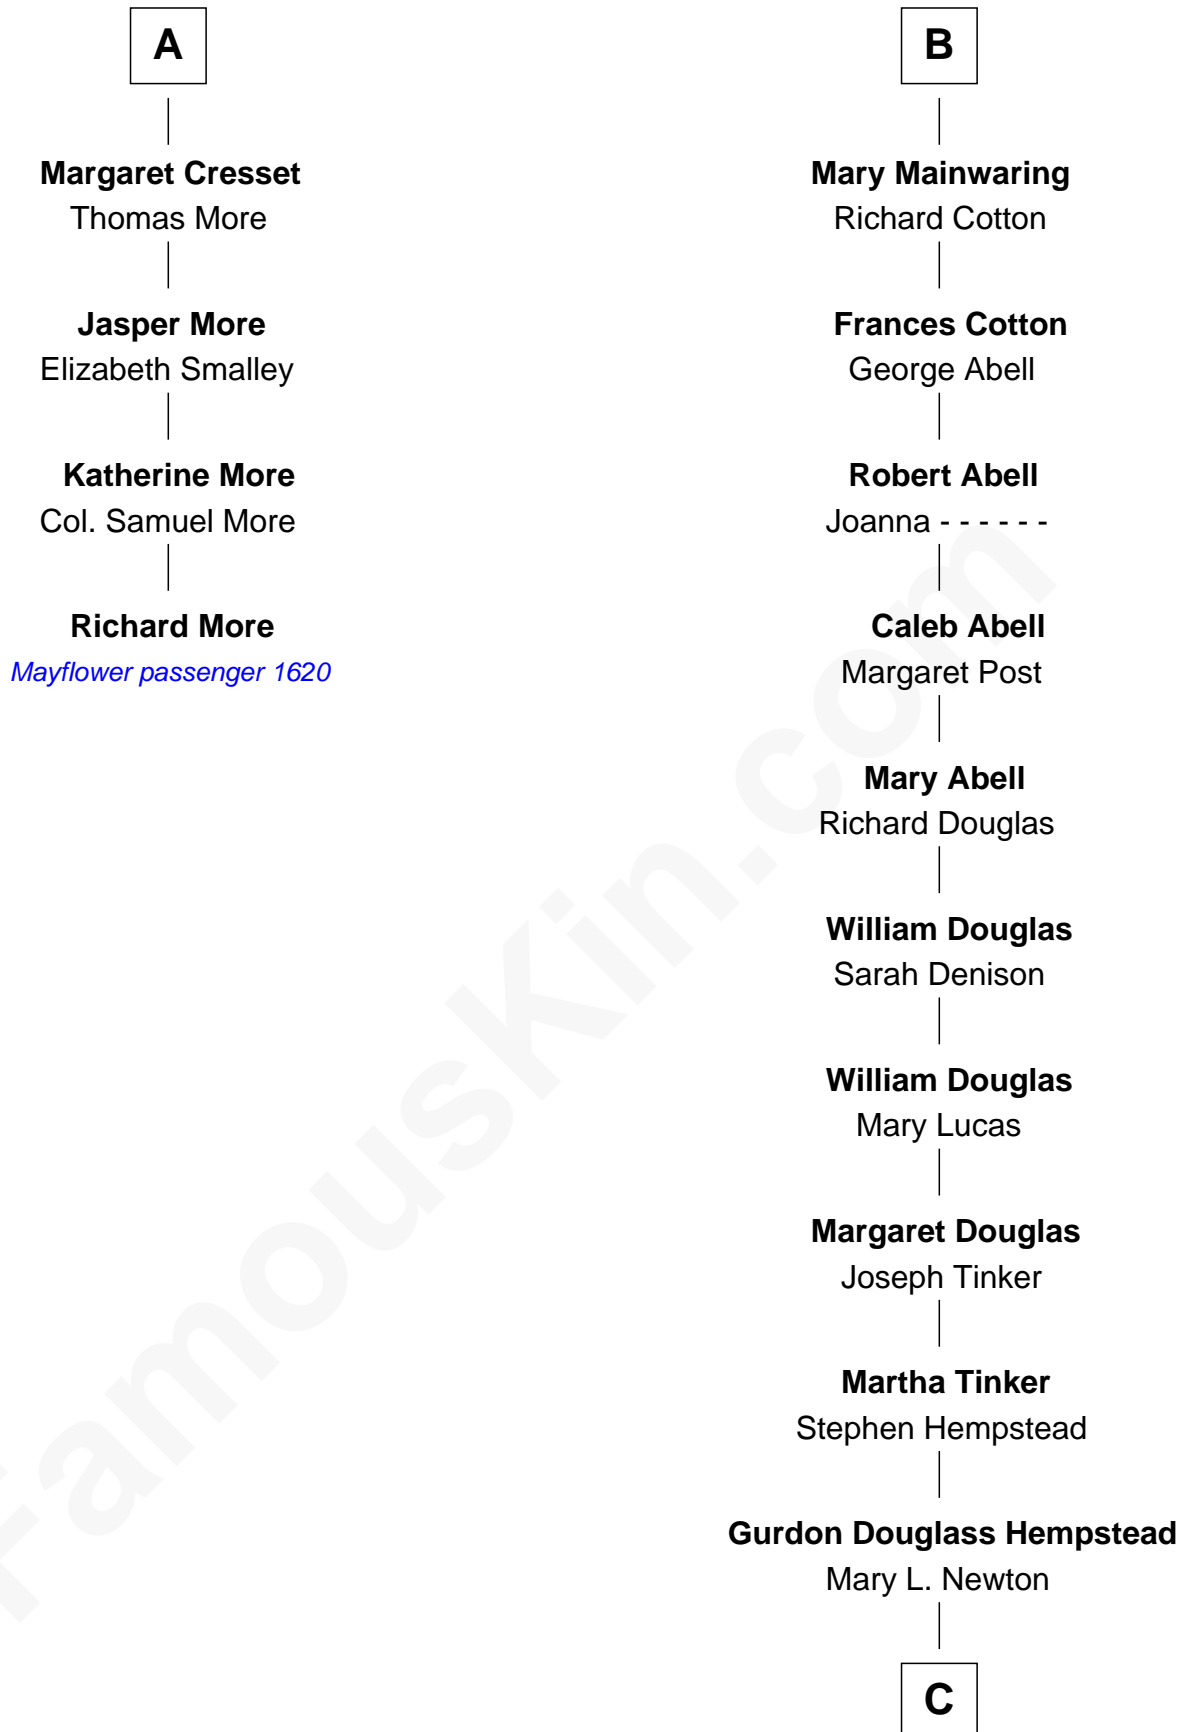 A
Margaret Cresset
Thomas More
Jasper More
Elizabeth Smalley
Katherine More
Col. Samuel More
Richard More
Mayflower passenger 1620
B
Mary Mainwaring
Richard Cotton
Frances Cotton
George Abell
Robert Abell
Joanna - - - - - -
Caleb Abell
Margaret Post
Mary Abell
Richard Douglas
William Douglas
Sarah Denison
William Douglas
Mary Lucas
Margaret Douglas
Joseph Tinker
Martha Tinker
Stephen Hempstead
Gurdon Douglass Hempstead
Mary L. Newton
C
FamousKin.com